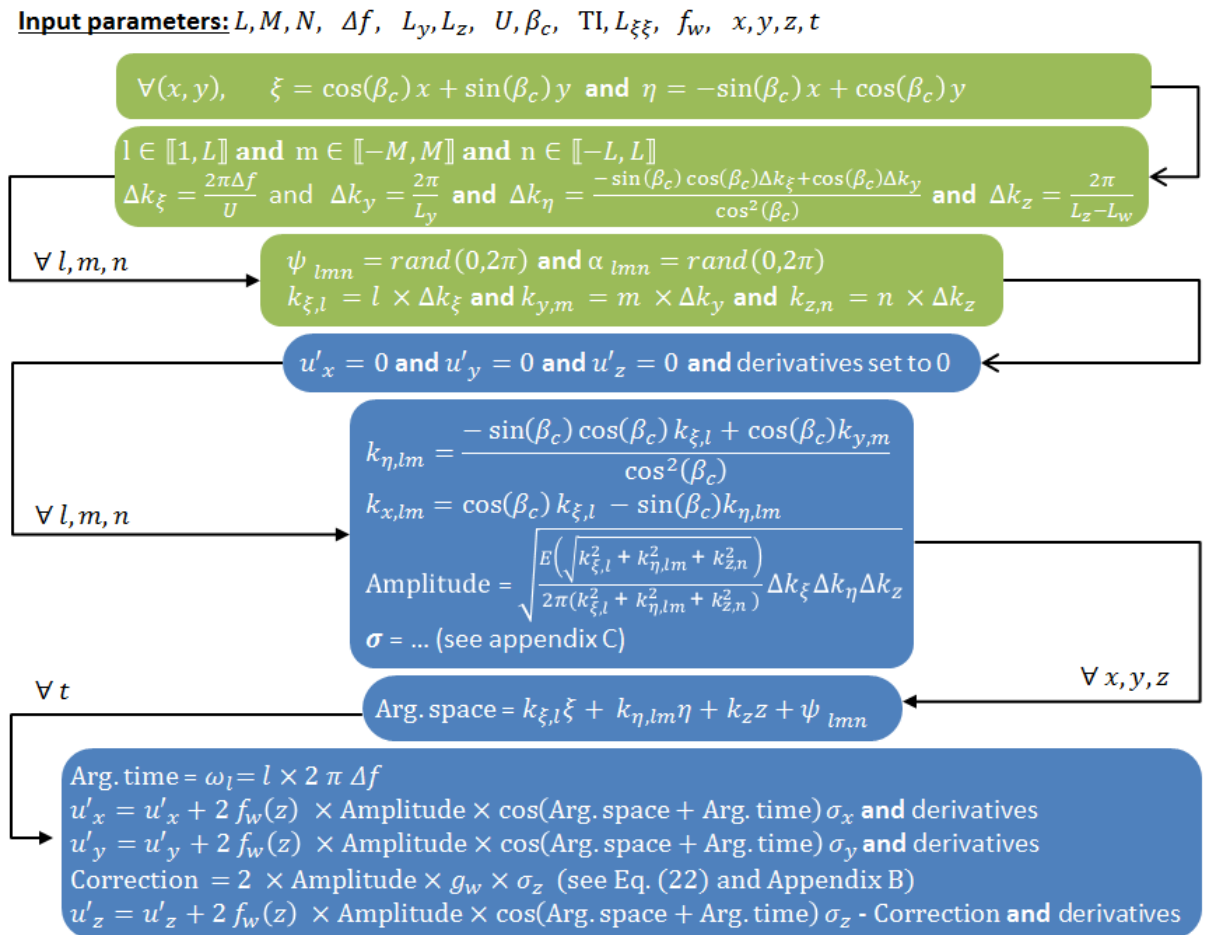 Input parameters: L, M, N, Δf, L_y, L_z, U, β_c, TI, L_ξξ, f_w, x, y, z, t
∀(x, y), ξ = cos(β_c) x + sin(β_c) y and η = −sin(β_c) x + cos(β_c) y
l ∈ ⟦1, L⟧ and m ∈ ⟦−M, M⟧ and n ∈ ⟦−L, L⟧
Δk_ξ = 2πΔf / U and Δk_y = 2π / L_y and Δk_η = (−sin(β_c) cos(β_c)Δk_ξ+cos(β_c)Δk_y) / cos²(β_c) and Δk_z = 2π / (L_z−L_w)
∀ l, m, n
ψ_lmn = rand(0,2π) and α_lmn = rand(0,2π)
k_ξ,l = l × Δk_ξ and k_y,m = m × Δk_y and k_z,n = n × Δk_z
u'_x = 0 and u'_y = 0 and u'_z = 0 and derivatives set to 0
∀ l, m, n
k_η,lm = (− sin(β_c) cos(β_c) k_ξ,l + cos(β_c)k_y,m) / cos²(β_c)
k_x,lm = cos(β_c) k_ξ,l − sin(β_c)k_η,lm
Amplitude = √(E(√(k²_ξ,l + k²_η,lm + k²_z,n)) / (2π(k²_ξ,l + k²_η,lm + k²_z,n)) Δk_ξΔk_ηΔk_z)
σ = ... (see appendix C)
∀ x, y, z
Arg. space = k_ξ,lξ + k_η,lmη + k_z z + ψ_lmn
∀ t
Arg. time = ω_l = l × 2 π Δf
u'_x = u'_x + 2 f_w(z) × Amplitude × cos(Arg. space + Arg. time) σ_x and derivatives
u'_y = u'_y + 2 f_w(z) × Amplitude × cos(Arg. space + Arg. time) σ_y and derivatives
Correction = 2 × Amplitude × g_w × σ_z (see Eq. (22) and Appendix B)
u'_z = u'_z + 2 f_w(z) × Amplitude × cos(Arg. space + Arg. time) σ_z - Correction and derivatives